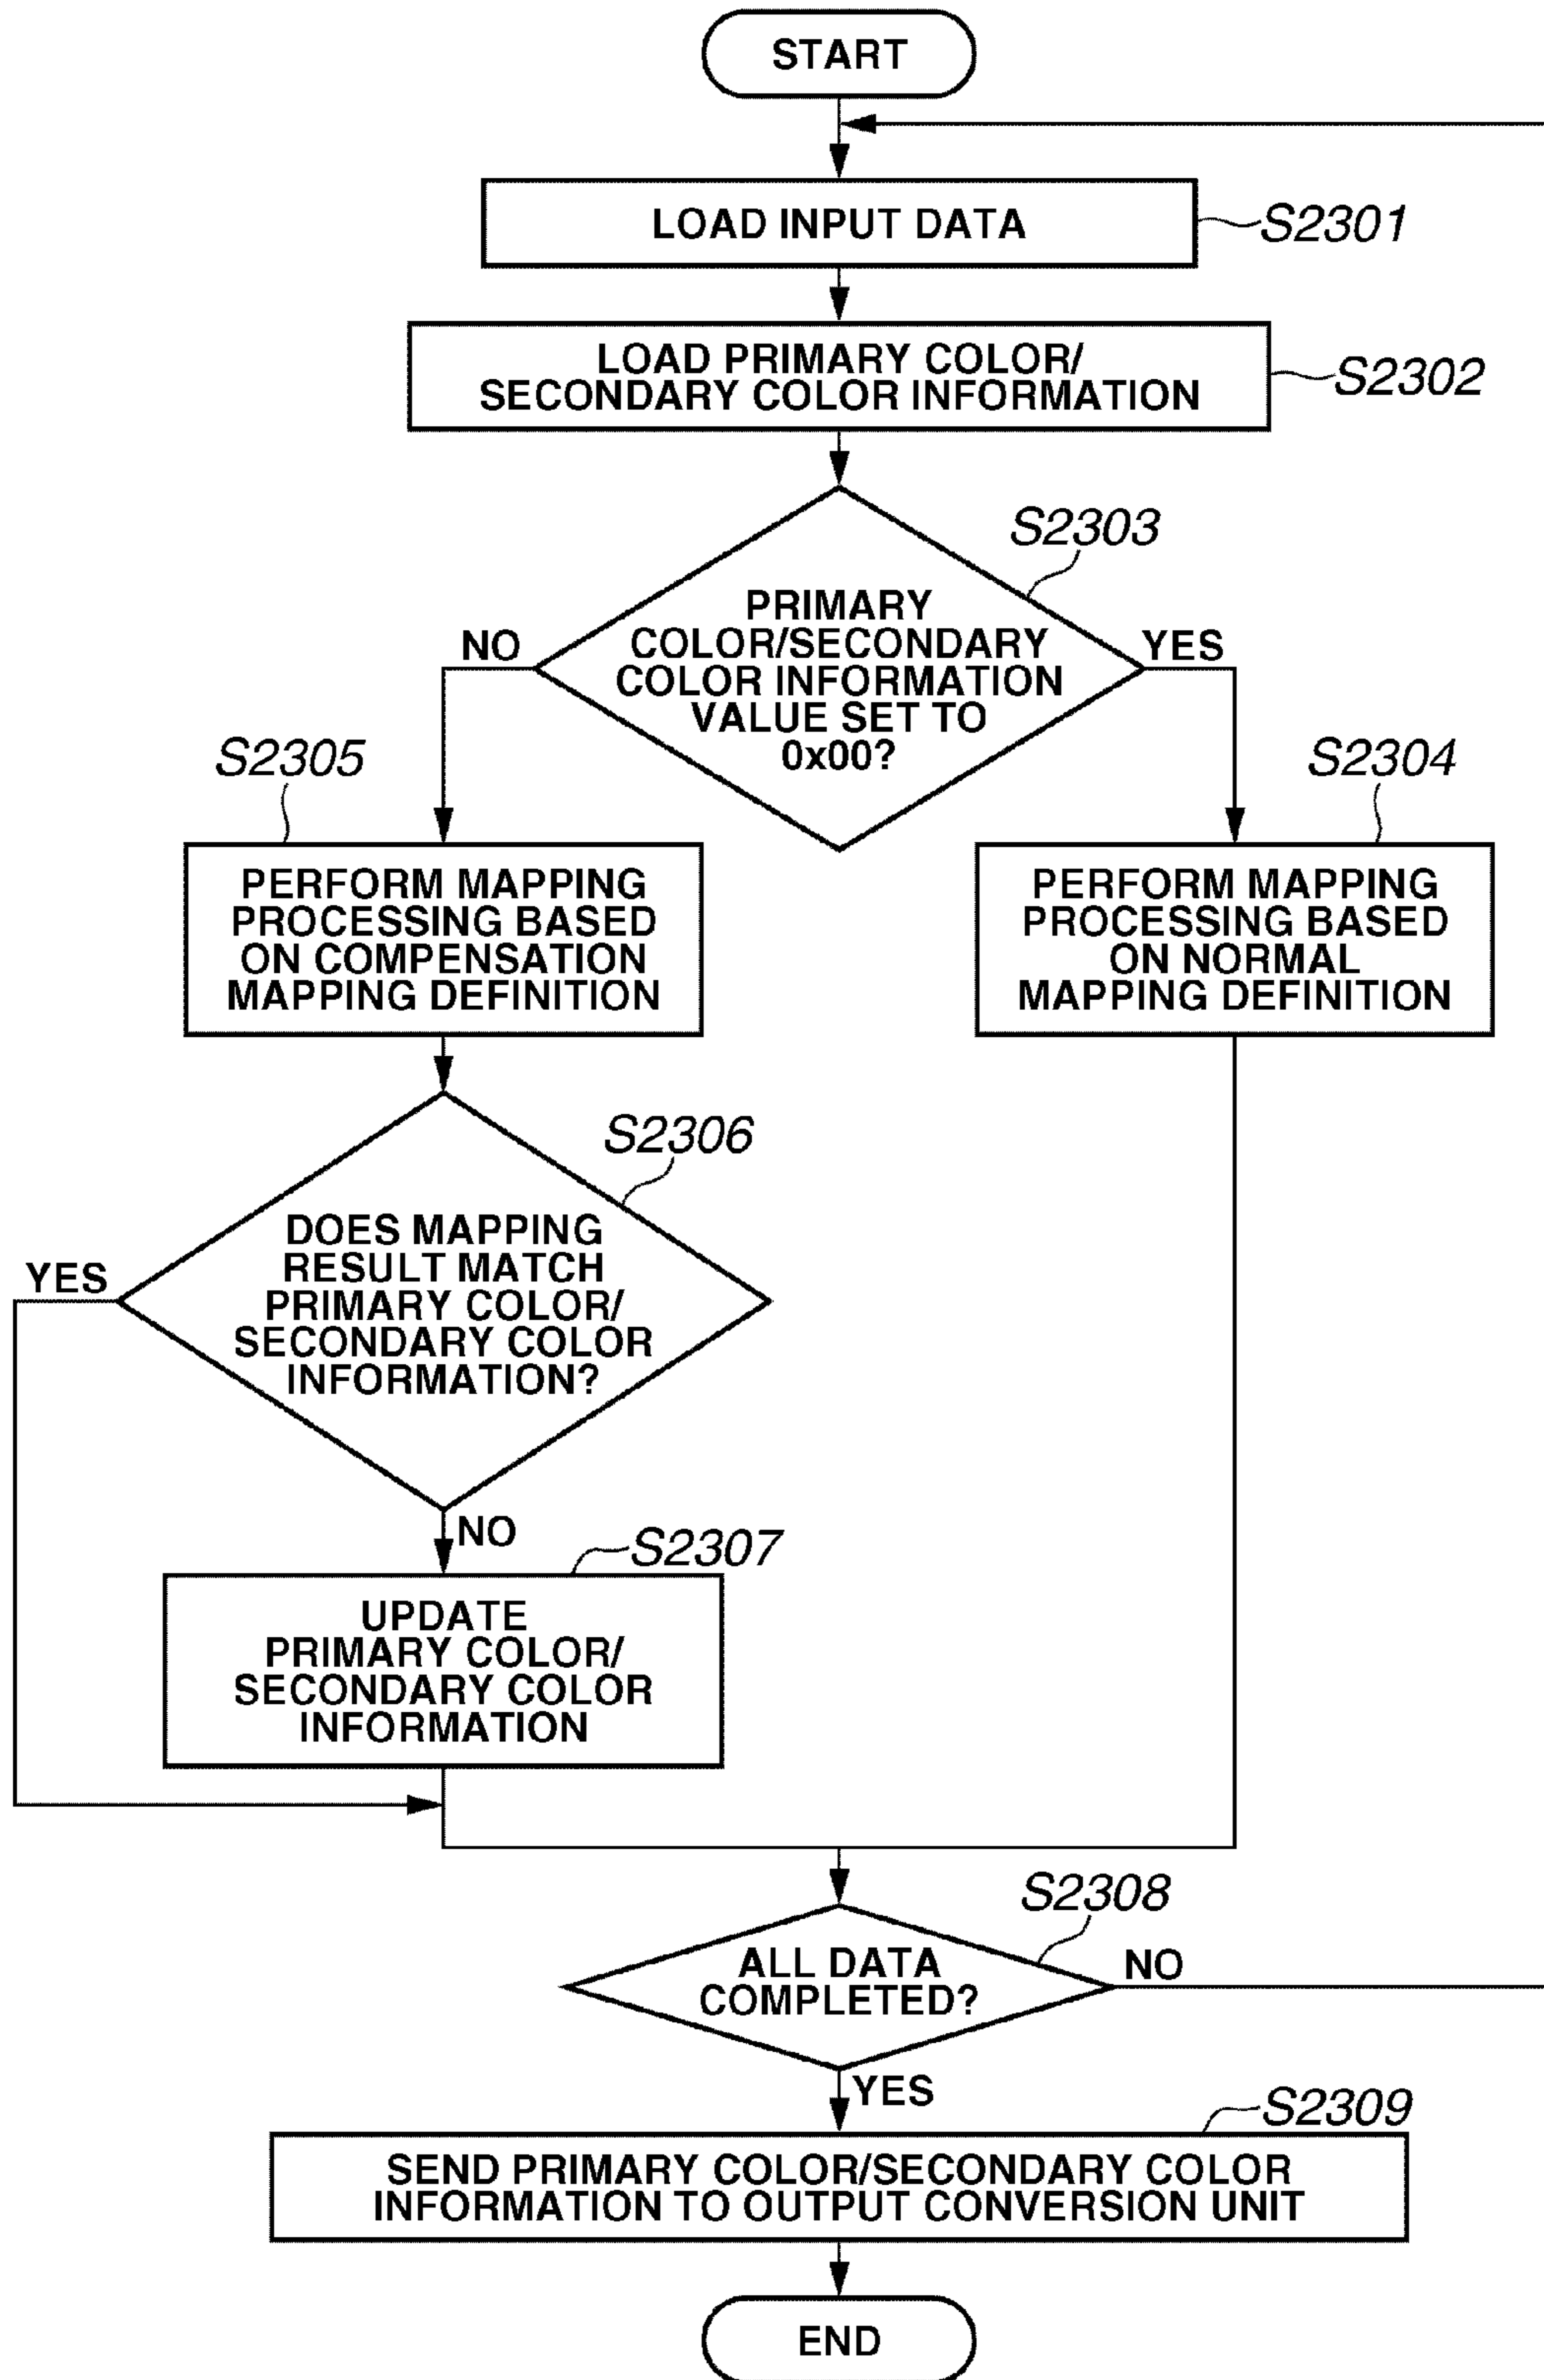 START
LOAD INPUT DATA
S2301
LOAD PRIMARY COLOR/
SECONDARY COLOR INFORMATION
S2302
S2303
PRIMARY
COLOR/SECONDARY
COLOR INFORMATION
VALUE SET TO
0x00?
NO
YES
S2305
S2304
PERFORM MAPPING
PROCESSING BASED
ON COMPENSATION
MAPPING DEFINITION
PERFORM MAPPING
PROCESSING BASED
ON NORMAL
MAPPING DEFINITION
S2306
DOES MAPPING
RESULT MATCH
PRIMARY COLOR/
SECONDARY COLOR
INFORMATION?
YES
NO
S2307
UPDATE
PRIMARY COLOR/
SECONDARY COLOR
INFORMATION
S2308
ALL DATA
COMPLETED?
NO
YES
S2309
SEND PRIMARY COLOR/SECONDARY COLOR
INFORMATION TO OUTPUT CONVERSION UNIT
END